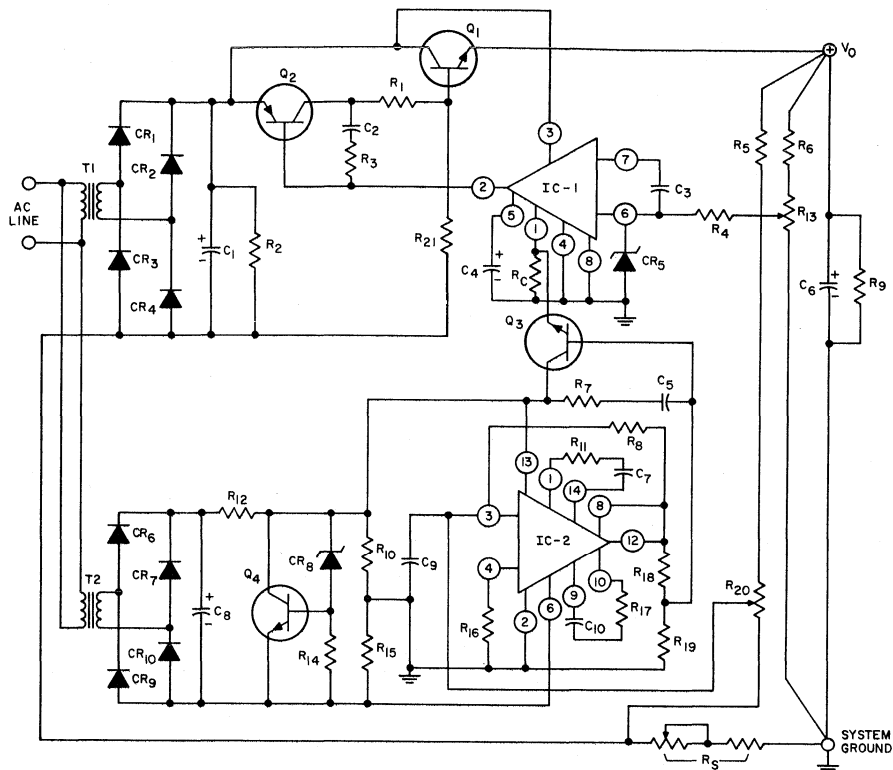 Q1
Q2
R1
V0
CR1
C2
3
R5
R6
CR2
R3
7
T1
2
IC-1
C3
AC
LINE
5
6
R13
1
4
R4
C1
R2
R21
8
CR5
CR3
C4
RC
C6
R9
CR4
Q3
R7
C5
R8
R11
13
1
C7
14
R12
3
8
CR6
IC-2
12
CR8
R10
C9
CR7
Q4
4
10
R18
R20
T2
C8
9
R17
6
2
C10
R16
CR10
R14
R15
R19
CR9
SYSTEM
GROUND
RS